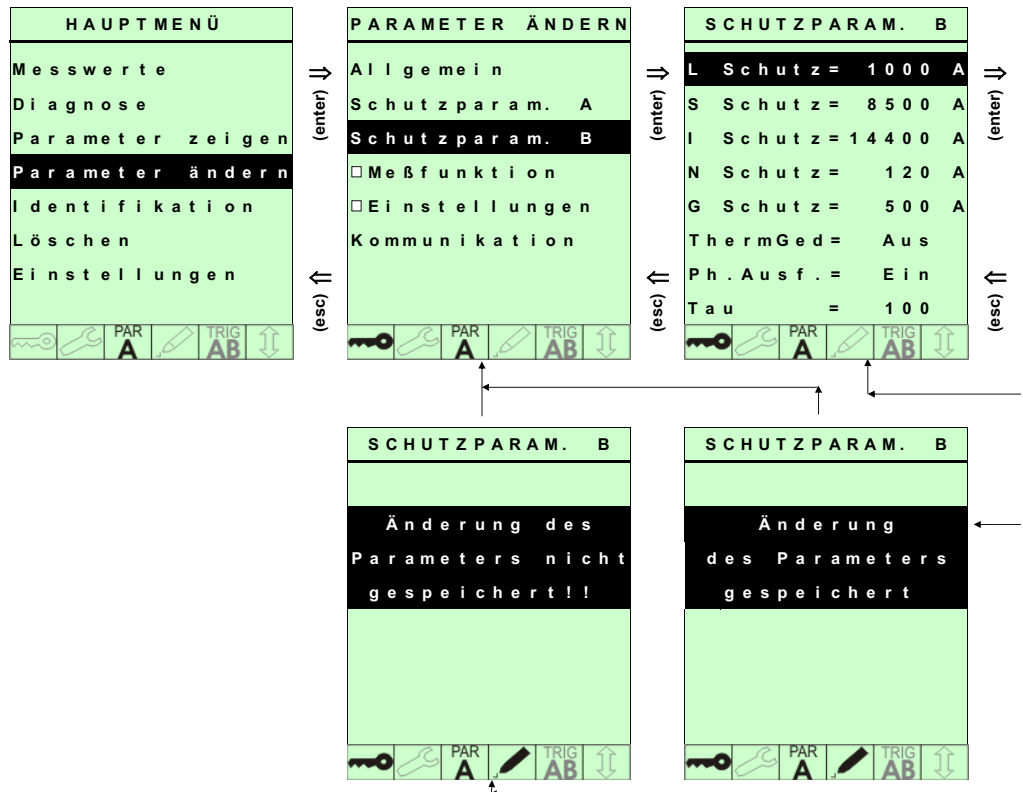 HAUPTMENÜ
Messwerte
Diagnose
Parameter zeigen
Parameter ändern
Identifikation
Löschen
Einstellungen
PAR
A
TRIG
AB
⇒
(enter)
⇐
(esc)
PARAMETER ÄNDERN
Allgemein
Schutzparam. A
Schutzparam. B
□Meßfunktion
□Einstellungen
Kommunikation
PAR
A
TRIG
AB
⇒
(enter)
⇐
(esc)
SCHUTZPARAM. B
L Schutz= 1000 A
S Schutz= 8500 A
I Schutz=14400 A
N Schutz= 120 A
G Schutz= 500 A
ThermGed= Aus
Ph.Ausf.= Ein
Tau = 100
PAR
A
TRIG
AB
⇒
(enter)
⇐
(esc)
SCHUTZPARAM. B
Änderung des
Parameters nicht
gespeichert!!
PAR
A
TRIG
AB
SCHUTZPARAM. B
Änderung
des Parameters
gespeichert
PAR
A
TRIG
AB